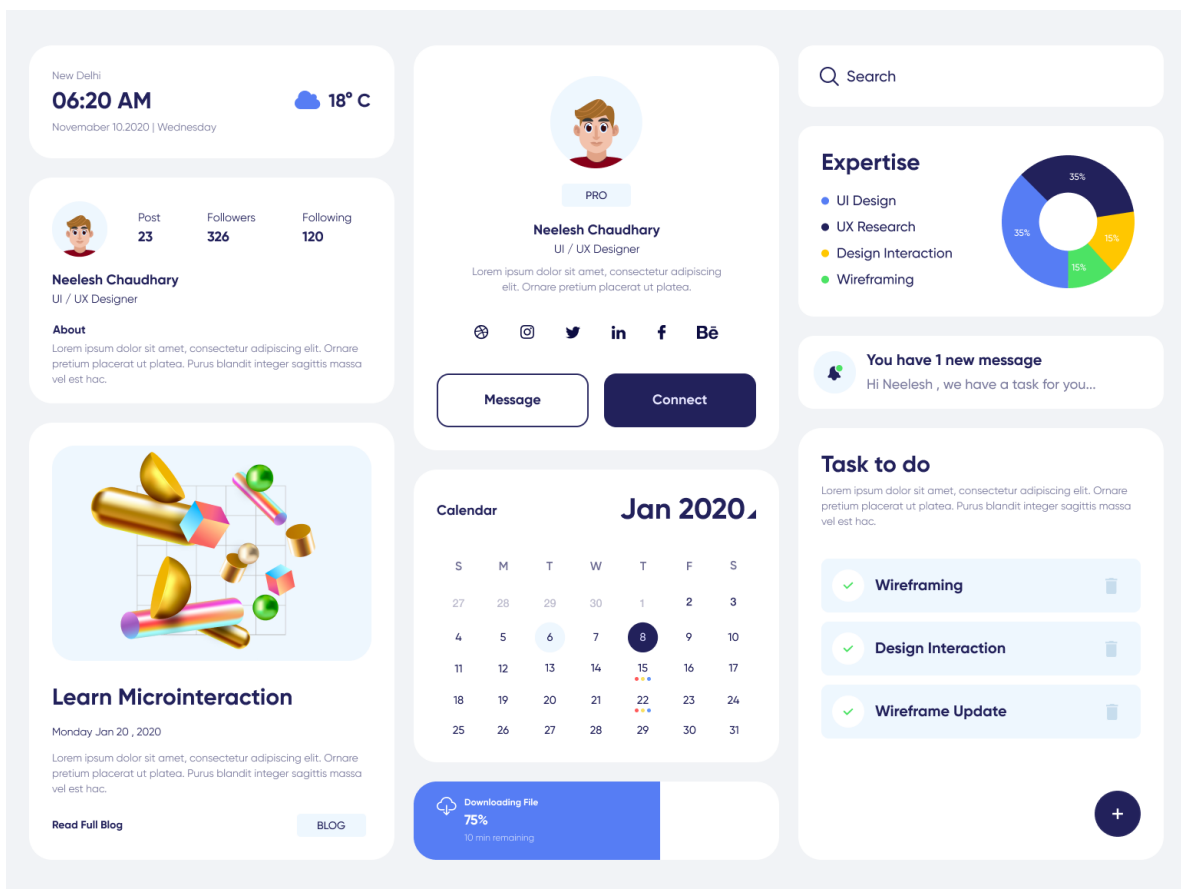 New Delhi
06:20 AM
18° C
Novemaber 10.2020 | Wednesday
Post Followers Following
23 326 120
Neelesh Chaudhary
UI / UX Designer
About
Lorem ipsum dolor sit amet, consectetur adipiscing elit. Ornare
pretium placerat ut platea. Purus blandit integer sagittis massa
vel est hac.
Learn Microinteraction
Monday Jan 20 , 2020
Lorem ipsum dolor sit amet, consectetur adipiscing elit. Ornare
pretium placerat ut platea. Purus blandit integer sagittis massa
vel est hac.
Read Full Blog
BLOG
PRO
Neelesh Chaudhary
UI / UX Designer
Lorem ipsum dolor sit amet, consectetur adipiscing
elit. Ornare pretium placerat ut platea.
in f Bē
Message Connect
Calendar Jan 2020
S M T W T F S
27 28 29 30 1 2 3
4 5 6 7 8 9 10
11 12 13 14 15 16 17
18 19 20 21 22 23 24
25 26 27 28 29 30 31
Downloading File
75%
10 min remaining
Search
Expertise
UI Design
UX Research
Design Interaction
Wireframing
35%
35%
15%
15%
You have 1 new message
Hi Neelesh , we have a task for you...
Task to do
Lorem ipsum dolor sit amet, consectetur adipiscing elit. Ornare
pretium placerat ut platea. Purus blandit integer sagittis massa
vel est hac.
Wireframing
Design Interaction
Wireframe Update
+